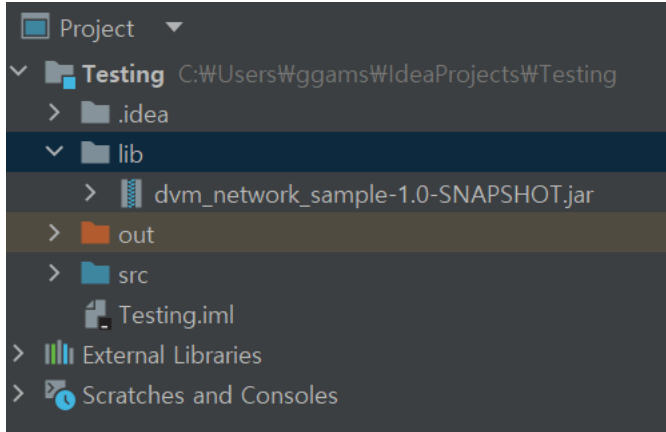 Project
Testing C:₩Users₩ggams₩IdeaProjects₩Testing
.idea
lib
dvm_network_sample-1.0-SNAPSHOT.jar
out
src
Testing.iml
External Libraries
Scratches and Consoles